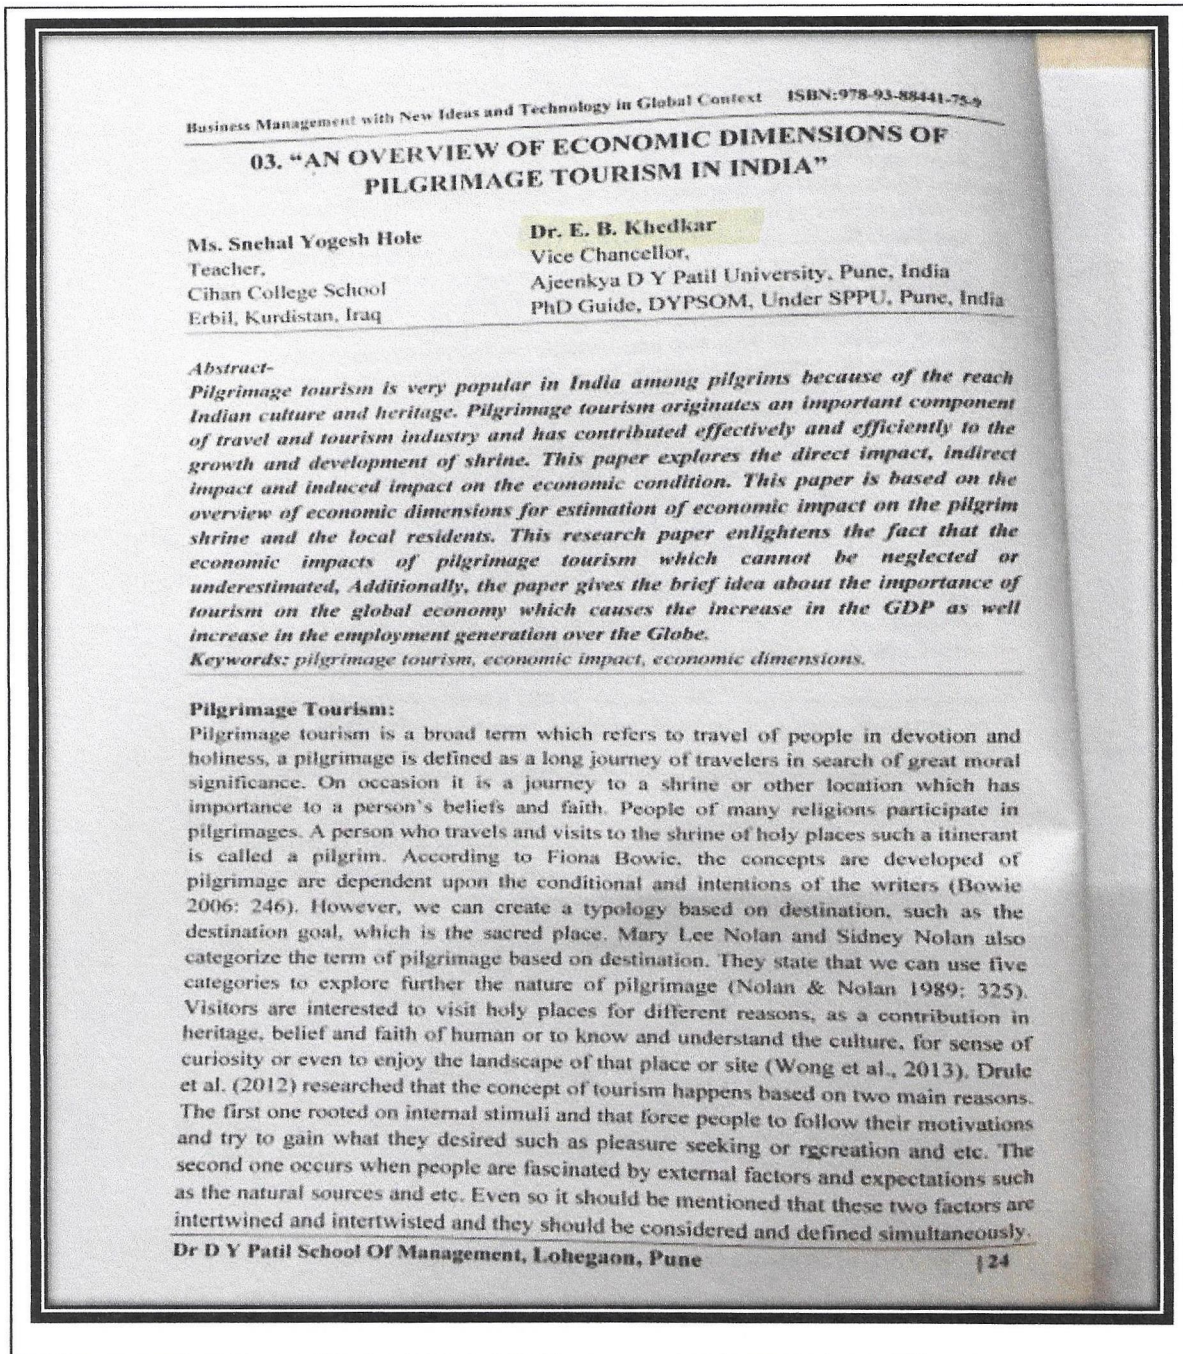 Business Management with New Ideas and Technology in Global Context ISBN:978-93-88441-75-9
03. “AN OVERVIEW OF ECONOMIC DIMENSIONS OF
PILGRIMAGE TOURISM IN INDIA”
Ms. Snehal Yogesh Hole
Teacher,
Cihan College School
Erbil, Kurdistan, Iraq
Dr. E. B. Khedkar
Vice Chancellor,
Ajeenkya D Y Patil University, Pune, India
PhD Guide, DYPSOM, Under SPPU, Pune, India
Abstract-
Pilgrimage tourism is very popular in India among pilgrims because of the reach
Indian culture and heritage. Pilgrimage tourism originates an important component
of travel and tourism industry and has contributed effectively and efficiently to the
growth and development of shrine. This paper explores the direct impact, indirect
impact and induced impact on the economic condition. This paper is based on the
overview of economic dimensions for estimation of economic impact on the pilgrim
shrine and the local residents. This research paper enlightens the fact that the
economic impacts of pilgrimage tourism which cannot be neglected or
underestimated, Additionally, the paper gives the brief idea about the importance of
tourism on the global economy which causes the increase in the GDP as well
increase in the employment generation over the Globe.
Keywords: pilgrimage tourism, economic impact, economic dimensions.
Pilgrimage Tourism:
Pilgrimage tourism is a broad term which refers to travel of people in devotion and
holiness, a pilgrimage is defined as a long journey of travelers in search of great moral
significance. On occasion it is a journey to a shrine or other location which has
importance to a person's beliefs and faith. People of many religions participate in
pilgrimages. A person who travels and visits to the shrine of holy places such a itinerant
is called a pilgrim. According to Fiona Bowie, the concepts are developed of
pilgrimage are dependent upon the conditional and intentions of the writers (Bowie
2006: 246). However, we can create a typology based on destination, such as the
destination goal, which is the sacred place. Mary Lee Nolan and Sidney Nolan also
categorize the term of pilgrimage based on destination. They state that we can use five
categories to explore further the nature of pilgrimage (Nolan & Nolan 1989: 325).
Visitors are interested to visit holy places for different reasons, as a contribution in
heritage, belief and faith of human or to know and understand the culture, for sense of
curiosity or even to enjoy the landscape of that place or site (Wong et al., 2013). Drule
et al. (2012) researched that the concept of tourism happens based on two main reasons.
The first one rooted on internal stimuli and that force people to follow their motivations
and try to gain what they desired such as pleasure seeking or recreation and etc. The
second one occurs when people are fascinated by external factors and expectations such
as the natural sources and etc. Even so it should be mentioned that these two factors are
intertwined and intertwisted and they should be considered and defined simultaneously.
Dr D Y Patil School Of Management, Lohegaon, Pune | 24